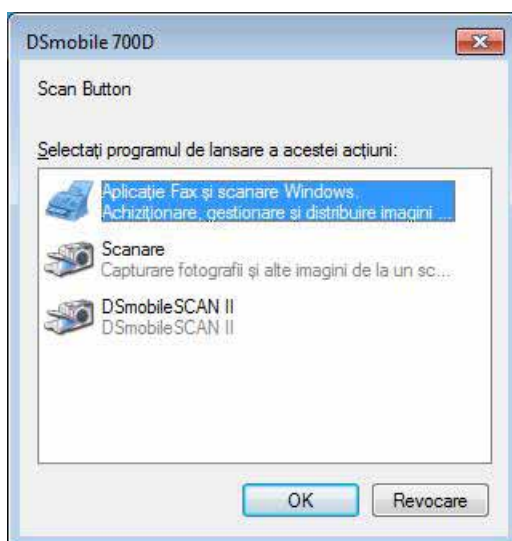 DSmobile 700D
Scan Button
Selectați programul de lansare a acestei acțiuni:
Aplicație Fax și scanare Windows.
Achiziționare, gestionare si distribuire imagini ...
Scanare
Capturare fotografii și alte imagini de la un sc...
DSmobileSCAN II
DSmobileSCAN II
OK
Revocare